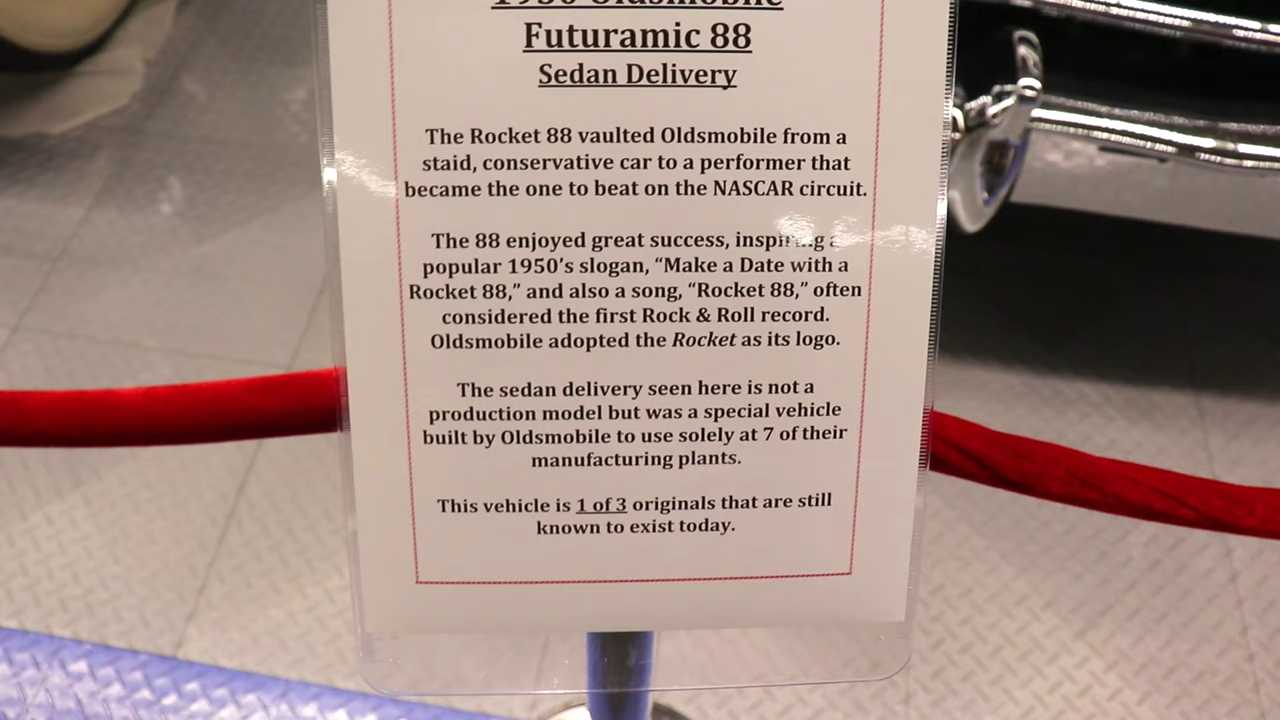 1950 Oldsmobile
Futuramic 88
Sedan Delivery
The Rocket 88 vaulted Oldsmobile from a
staid, conservative car to a performer that
became the one to beat on the NASCAR circuit.
The 88 enjoyed great success, inspiring a
popular 1950's slogan, “Make a Date with a
Rocket 88,” and also a song, “Rocket 88,” often
considered the first Rock & Roll record.
Oldsmobile adopted the Rocket as its logo.
The sedan delivery seen here is not a
production model but was a special vehicle
built by Oldsmobile to use solely at 7 of their
manufacturing plants.
This vehicle is 1 of 3 originals that are still
known to exist today.